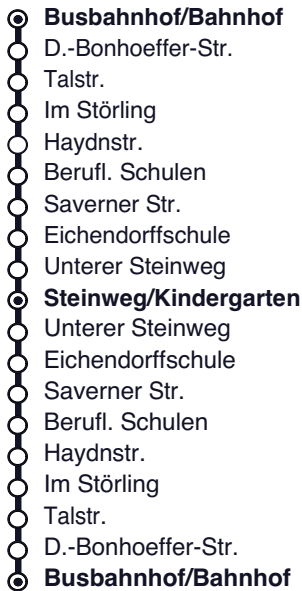 Busbahnhof/Bahnhof
D.-Bonhoeffer-Str.
Talstr.
Im Störling
Haydnstr.
Berufl. Schulen
Saverner Str.
Eichendorffschule
Unterer Steinweg
Steinweg/Kindergarten
Unterer Steinweg
Eichendorffschule
Saverner Str.
Berufl. Schulen
Haydnstr.
Im Störling
Talstr.
D.-Bonhoeffer-Str.
Busbahnhof/Bahnhof